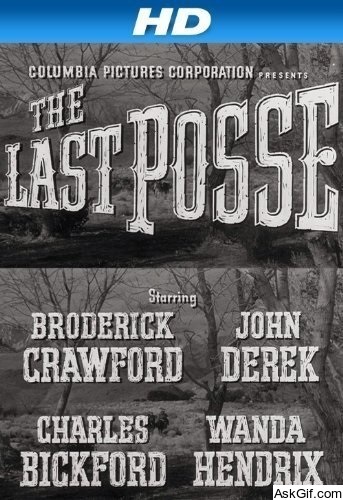 HD
COLUMBIA PICTURES CORPORATION PRESENTS
THE
LAST POSSE
Starring
BRODERICK CRAWFORD
JOHN DEREK
CHARLES BICKFORD
WANDA HENDRIX
AskGif.com